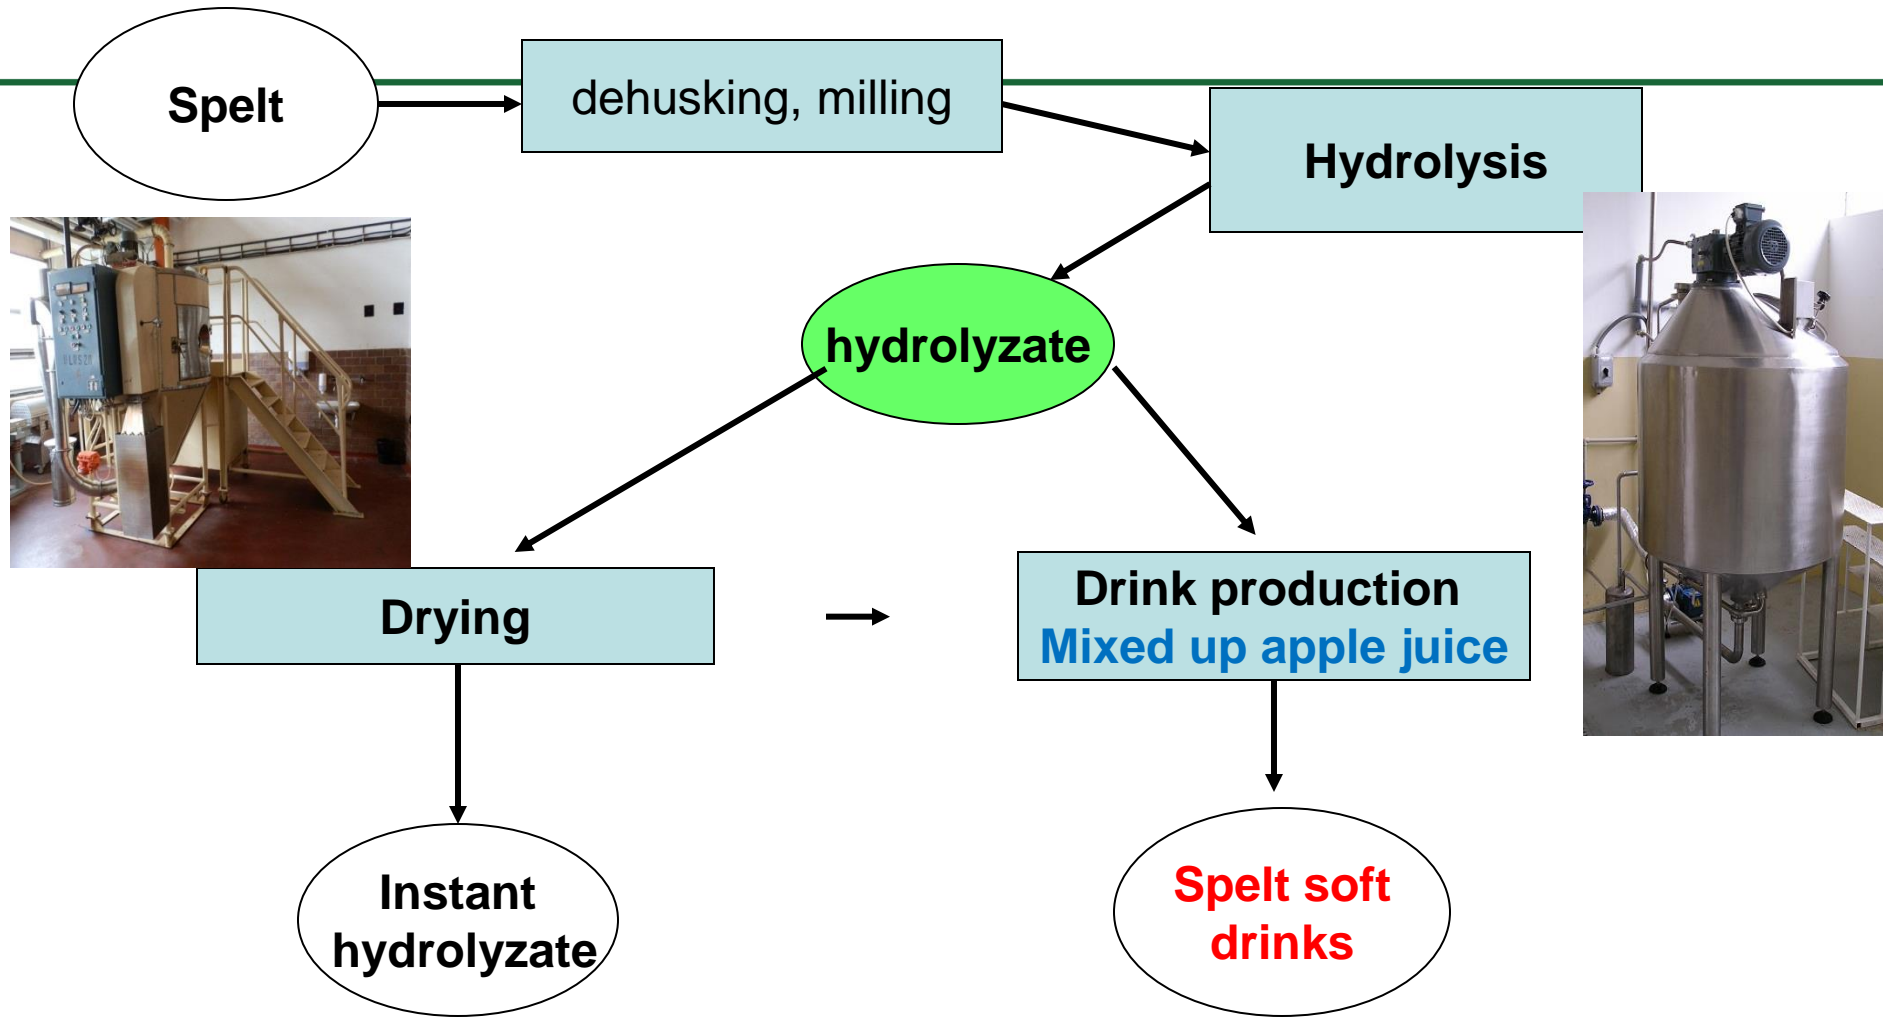 Spelt
dehusking, milling
Hydrolysis
hydrolyzate
Drying
Drink production
Mixed up apple juice
Instant
hydrolyzate
Spelt soft
drinks